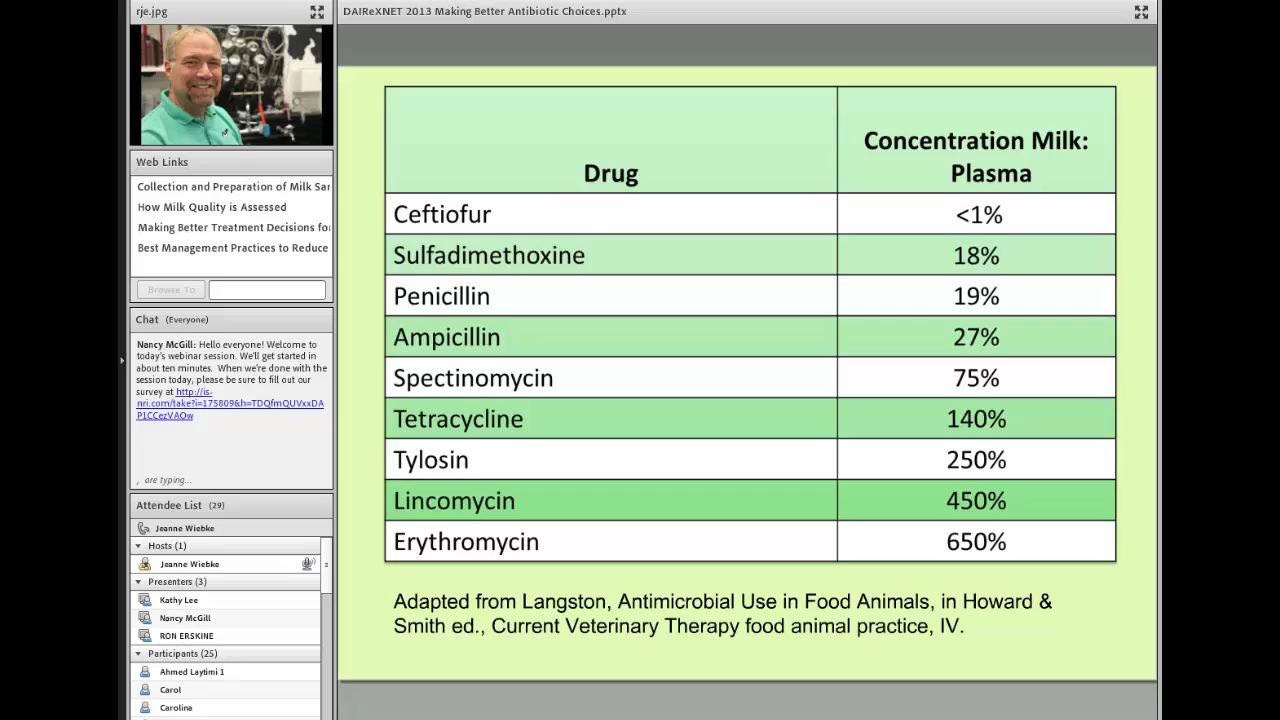 rje.jpg
DAIReXNET 2013 Making Better Antibiotic Choices.pptx
Web Links
Collection and Preparation of Milk Sar
How Milk Quality is Assessed
Making Better Treatment Decisions fo
Best Management Practices to Reduce
Browse To
Chat (Everyone)
Nancy McGill: Hello everyone! Welcome to
today's webinar session. We'll get started in
about ten minutes. When we're done with the
session today, please be sure to fill out our
survey at http://is-
nri.com/take?i=175809&h=TDQfmQUVxxDA
P1CCezVAOw
, are typing...
Attendee List (29)
Jeanne Wiebke
Hosts (1)
Jeanne Wiebke
Presenters (3)
Kathy Lee
Nancy McGill
RON ERSKINE
Participants (25)
Ahmed Laytimi 1
Carol
Carolina
Drug
Concentration Milk:
Plasma
Ceftiofur <1%
Sulfadimethoxine 18%
Penicillin 19%
Ampicillin 27%
Spectinomycin 75%
Tetracycline 140%
Tylosin 250%
Lincomycin 450%
Erythromycin 650%
Adapted from Langston, Antimicrobial Use in Food Animals, in Howard &
Smith ed., Current Veterinary Therapy food animal practice, IV.